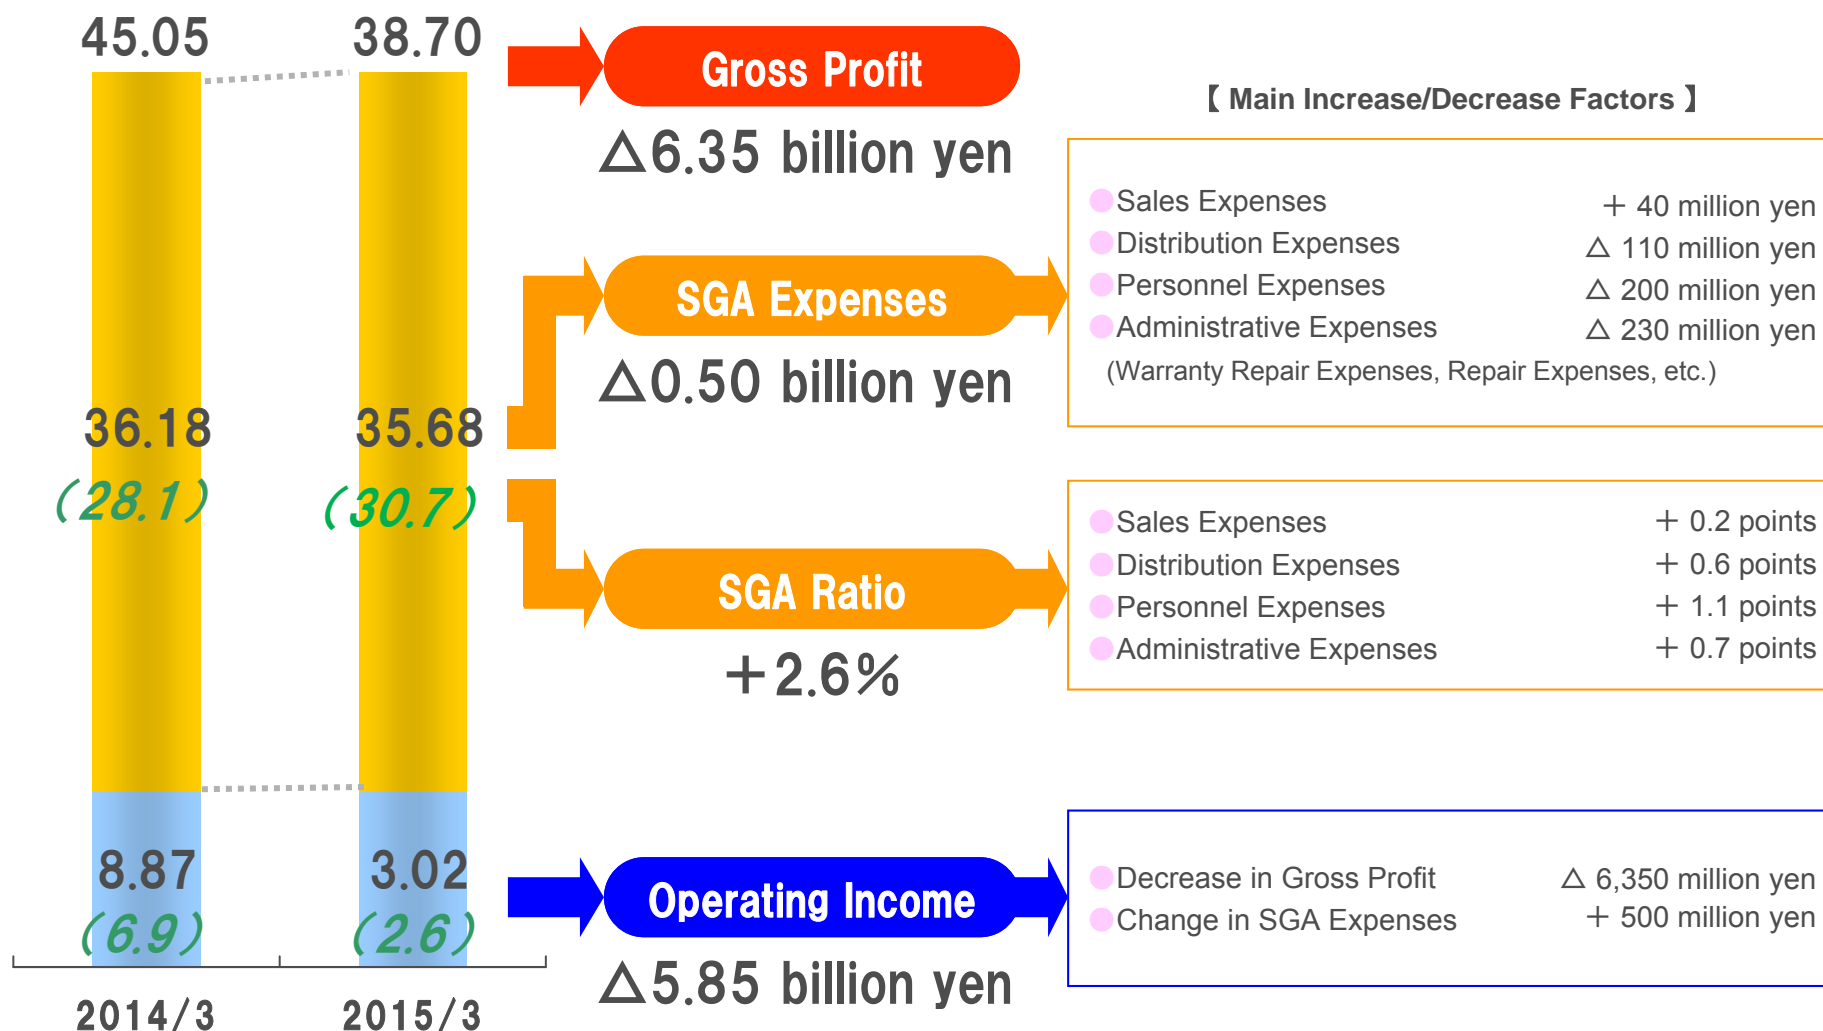 45.05
38.70
36.18
(28.1)
35.68
(30.7)
8.87
(6.9)
3.02
(2.6)
2014/3
2015/3
Gross Profit
△6.35 billion yen
SGA Expenses
△0.50 billion yen
SGA Ratio
＋2.6%
Operating Income
△5.85 billion yen
【 Main Increase/Decrease Factors 】
Sales Expenses ＋ 40 million yen
Distribution Expenses △ 110 million yen
Personnel Expenses △ 200 million yen
Administrative Expenses △ 230 million yen
(Warranty Repair Expenses, Repair Expenses, etc.)
Sales Expenses ＋ 0.2 points
Distribution Expenses ＋ 0.6 points
Personnel Expenses ＋ 1.1 points
Administrative Expenses ＋ 0.7 points
Decrease in Gross Profit △ 6,350 million yen
Change in SGA Expenses ＋ 500 million yen